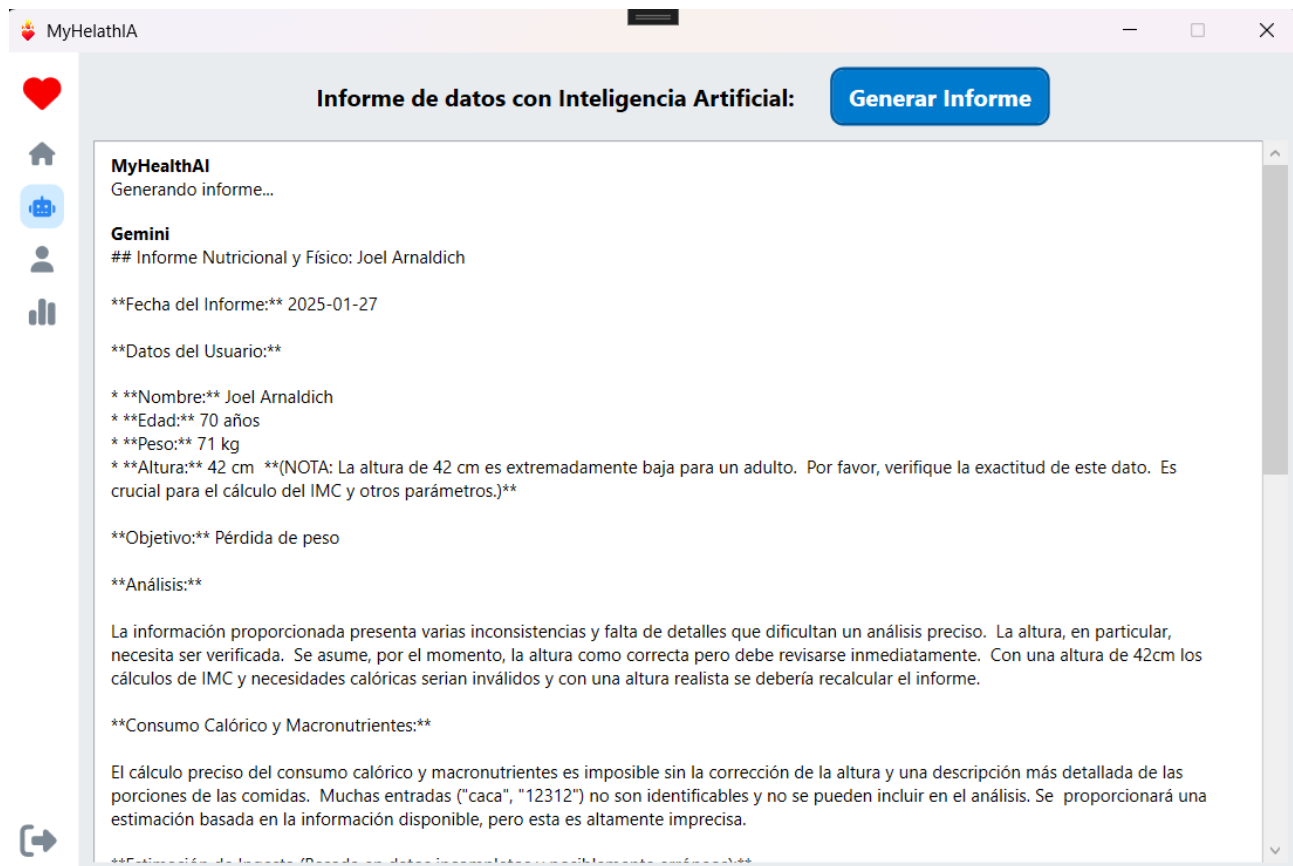 MyHelathIA
Informe de datos con Inteligencia Artificial:
Generar Informe
MyHealthAI
Generando informe...
Gemini
## Informe Nutricional y Físico: Joel Arnaldich
**Fecha del Informe:** 2025-01-27
**Datos del Usuario:**
* **Nombre:** Joel Arnaldich
* **Edad:** 70 años
* **Peso:** 71 kg
* **Altura:** 42 cm  **(NOTA: La altura de 42 cm es extremadamente baja para un adulto.  Por favor, verifique la exactitud de este dato.  Es
crucial para el cálculo del IMC y otros parámetros.)**
**Objetivo:** Pérdida de peso
**Análisis:**
La información proporcionada presenta varias inconsistencias y falta de detalles que dificultan un análisis preciso.  La altura, en particular,
necesita ser verificada.  Se asume, por el momento, la altura como correcta pero debe revisarse inmediatamente.  Con una altura de 42cm los
cálculos de IMC y necesidades calóricas serian inválidos y con una altura realista se debería recalcular el informe.
**Consumo Calórico y Macronutrientes:**
El cálculo preciso del consumo calórico y macronutrientes es imposible sin la corrección de la altura y una descripción más detallada de las
porciones de las comidas.  Muchas entradas ("caca", "12312") no son identificables y no se pueden incluir en el análisis. Se  proporcionará una
estimación basada en la información disponible, pero esta es altamente imprecisa.
**Estimación de Ingesta (Basada en datos incompletos y posiblemente erróneos):**